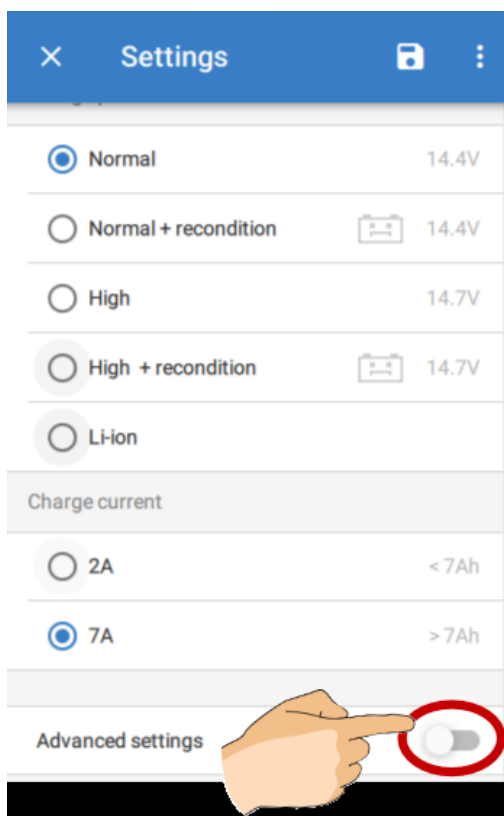 Settings
Normal 14.4V
Normal + recondition 14.4V
High 14.7V
High + recondition 14.7V
Li-ion
Charge current
2A < 7Ah
7A > 7Ah
Advanced settings